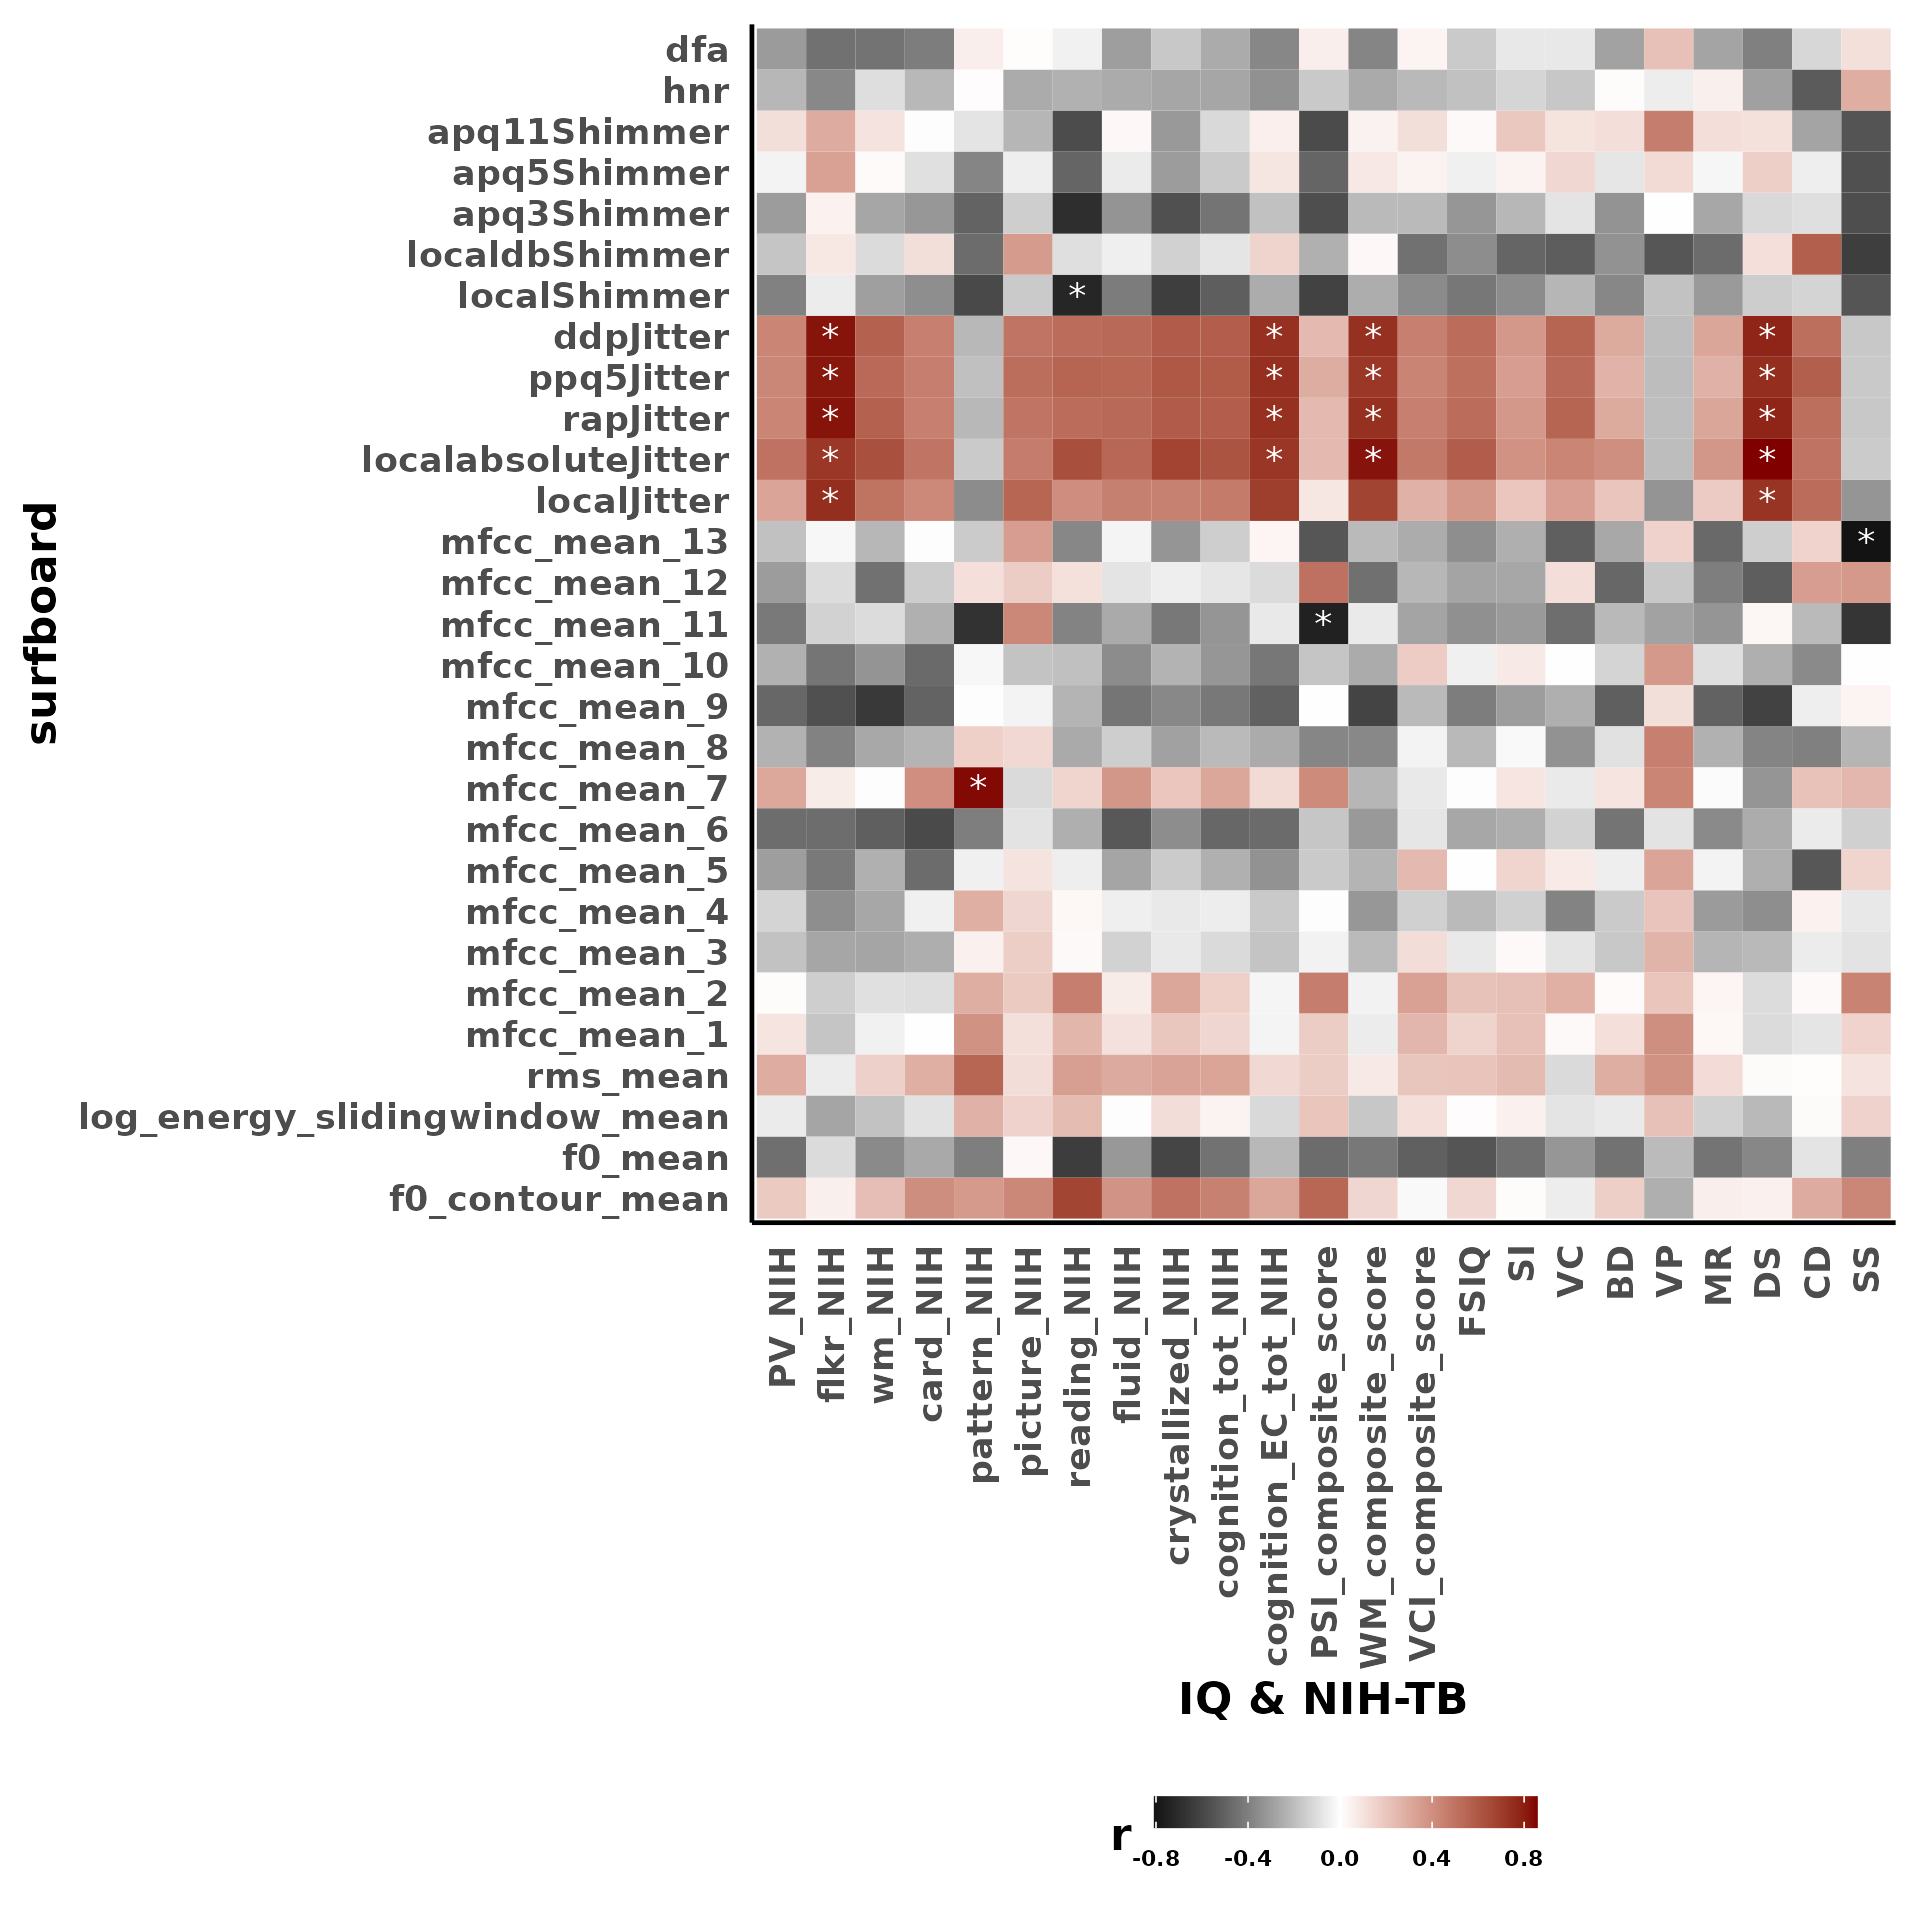 surfboard
dfa
hnr
apq11Shimmer
apq5Shimmer
apq3Shimmer
localdbShimmer
localShimmer *
ddpJitter * * * *
ppq5Jitter * * * *
rapJitter * * * *
localabsoluteJitter * * * *
localJitter * *
mfcc_mean_13 *
mfcc_mean_12
mfcc_mean_11 *
mfcc_mean_10
mfcc_mean_9
mfcc_mean_8
mfcc_mean_7 *
mfcc_mean_6
mfcc_mean_5
mfcc_mean_4
mfcc_mean_3
mfcc_mean_2
mfcc_mean_1
rms_mean
log_energy_slidingwindow_mean
f0_mean
f0_contour_mean
PV_NIH
flkr_NIH
wm_NIH
card_NIH
pattern_NIH
picture_NIH
reading_NIH
fluid_NIH
crystallized_NIH
cognition_tot_NIH
cognition_EC_tot_NIH
PSI_composite_score
WM_composite_score
VCI_composite_score
FSIQ
SI
VC
BD
VP
MR
DS
CD
SS
IQ & NIH-TB
r
-0.8 -0.4 0.0 0.4 0.8